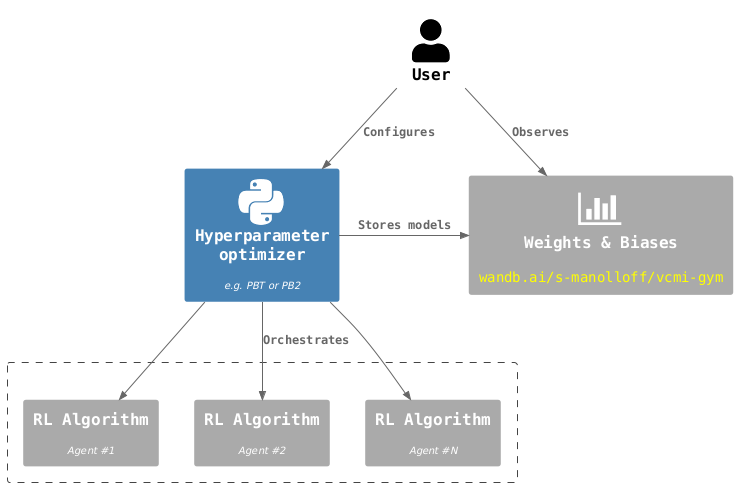 User
Configures
Observes
Hyperparameter
optimizer
e.g. PBT or PB2
Stores models
Weights & Biases
wandb.ai/s-manolloff/vcmi-gym
Orchestrates
RL Algorithm
Agent #1
RL Algorithm
Agent #2
RL Algorithm
Agent #N